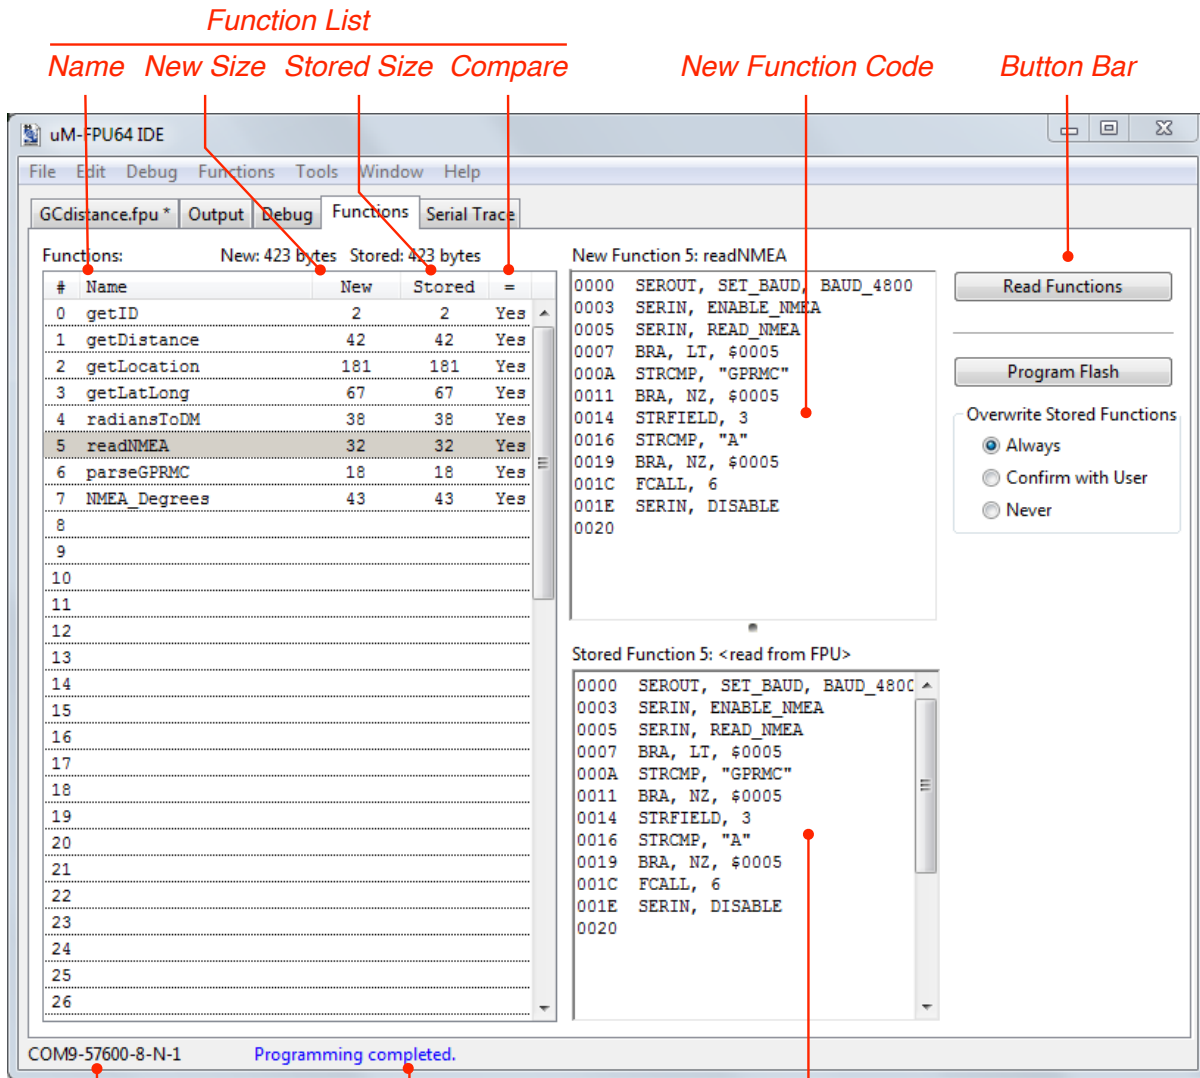 Function List
Name New Size Stored Size Compare New Function Code Button Bar
uM-FPU64 IDE
File Edit Debug Functions Tools Window Help
GCdistance.fpu * Output Debug Functions Serial Trace
Functions: New: 423 bytes Stored: 423 bytes
# Name New Stored =
0 getID 2 2 Yes
1 getDistance 42 42 Yes
2 getLocation 181 181 Yes
3 getLatLong 67 67 Yes
4 radiansToDM 38 38 Yes
5 readNMEA 32 32 Yes
6 parseGPRMC 18 18 Yes
7 NMEA_Degrees 43 43 Yes
8
9
10
11
12
13
14
15
16
17
18
19
20
21
22
23
24
25
26
New Function 5: readNMEA
0000 SEROUT, SET_BAUD, BAUD_4800
0003 SERIN, ENABLE_NMEA
0005 SERIN, READ_NMEA
0007 BRA, LT, $0005
000A STRCMP, "GPRMC"
0011 BRA, NZ, $0005
0014 STRFIELD, 3
0016 STRCMP, "A"
0019 BRA, NZ, $0005
001C FCALL, 6
001E SERIN, DISABLE
0020
Stored Function 5: <read from FPU>
0000 SEROUT, SET_BAUD, BAUD_480
0003 SERIN, ENABLE_NMEA
0005 SERIN, READ_NMEA
0007 BRA, LT, $0005
000A STRCMP, "GPRMC"
0011 BRA, NZ, $0005
0014 STRFIELD, 3
0016 STRCMP, "A"
0019 BRA, NZ, $0005
001C FCALL, 6
001E SERIN, DISABLE
0020
Read Functions
Program Flash
Overwrite Stored Functions
Always
Confirm with User
Never
COM9-57600-8-N-1 Programming completed.